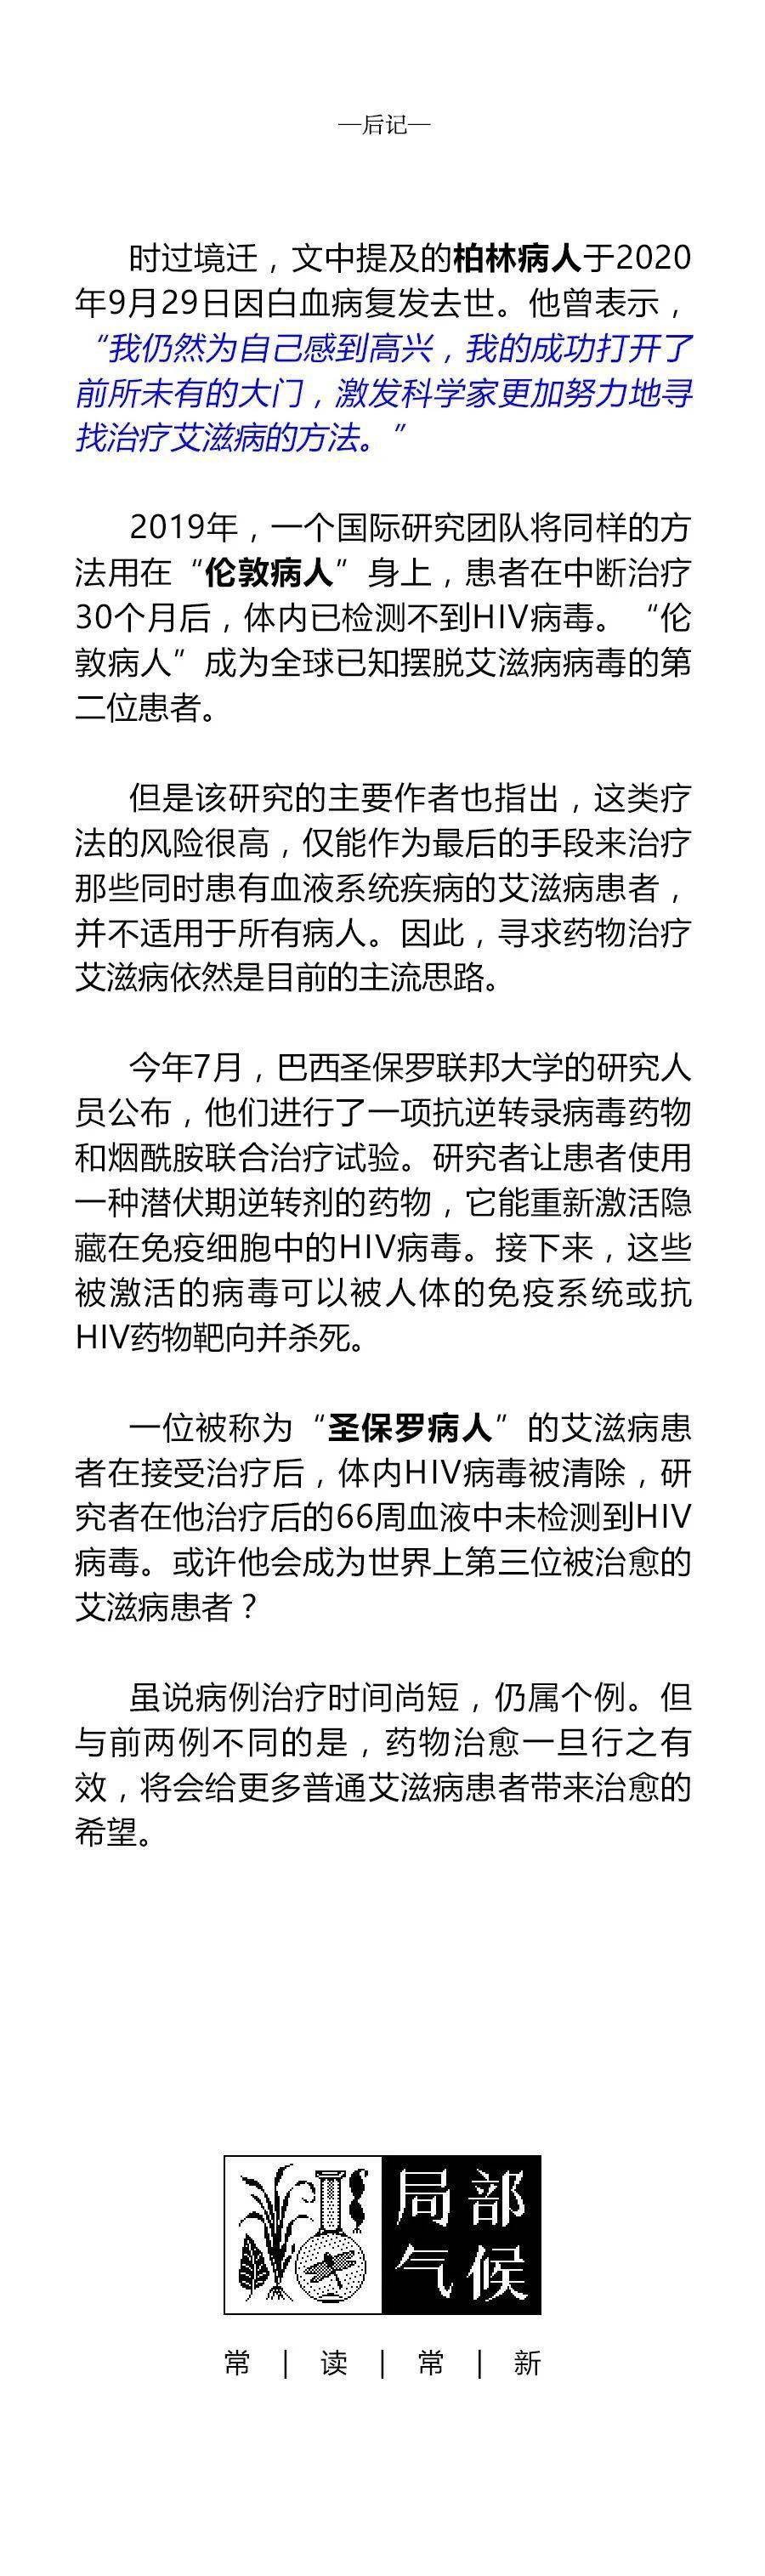 —后记—
时过境迁，文中提及的柏林病人于2020
年9月29日因白血病复发去世。他曾表示，
“我仍然为自己感到高兴，我的成功打开了
前所未有的大门，激发科学家更加努力地寻
找治疗艾滋病的方法。”
2019年，一个国际研究团队将同样的方
法用在“伦敦病人”身上，患者在中断治疗
30个月后，体内已检测不到HIV病毒。“伦
敦病人”成为全球已知摆脱艾滋病病毒的第
二位患者。
但是该研究的主要作者也指出，这类疗
法的风险很高，仅能作为最后的手段来治疗
那些同时患有血液系统疾病的艾滋病患者，
并不适用于所有病人。因此，寻求药物治疗
艾滋病依然是目前的主流思路。
今年7月，巴西圣保罗联邦大学的研究人
员公布，他们进行了一项抗逆转录病毒药物
和烟酰胺联合治疗试验。研究者让患者使用
一种潜伏期逆转剂的药物，它能重新激活隐
藏在免疫细胞中的HIV病毒。接下来，这些
被激活的病毒可以被人体的免疫系统或抗
HIV药物靶向并杀死。
一位被称为“圣保罗病人”的艾滋病患
者在接受治疗后，体内HIV病毒被清除，研
究者在他治疗后的66周血液中未检测到HIV
病毒。或许他会成为世界上第三位被治愈的
艾滋病患者？
虽说病例治疗时间尚短，仍属个例。但
与前两例不同的是，药物治愈一旦行之有
效，将会给更多普通艾滋病患者带来治愈的
希望。
局部
气候
常 | 读 | 常 | 新